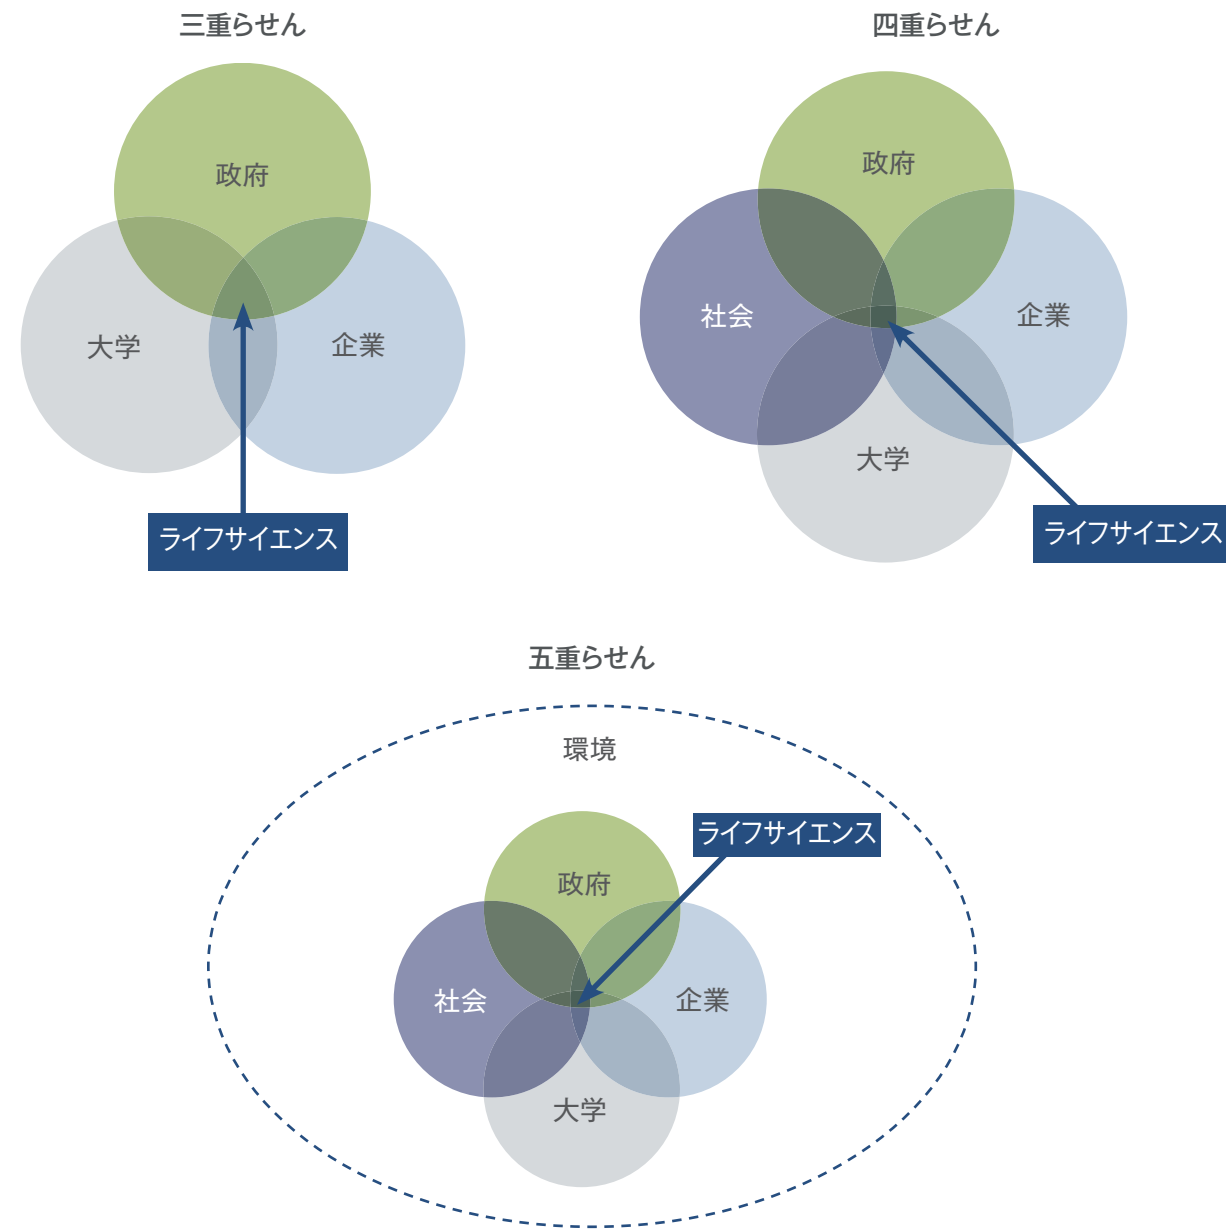 三重らせん
政府
大学
企業
ライフサイエンス
四重らせん
政府
社会
企業
大学
ライフサイエンス
五重らせん
環境
ライフサイエンス
政府
社会
企業
大学